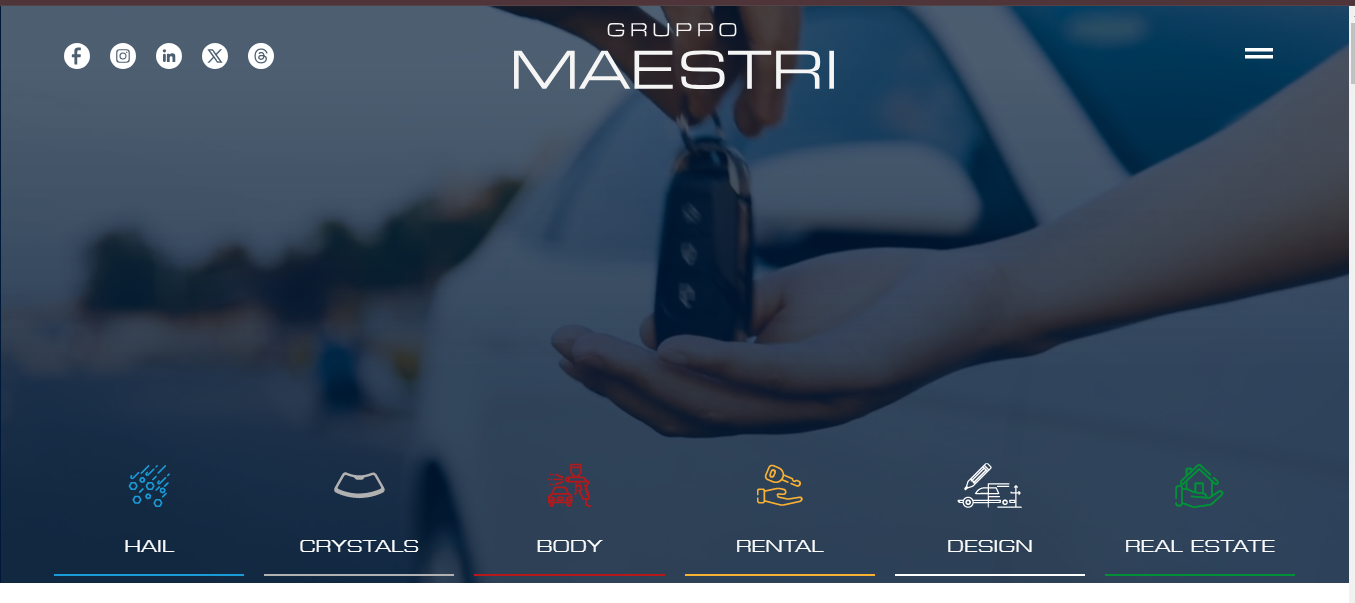 GRUPPO
MAESTRI
HAIL
CRYSTALS
BODY
RENTAL
DESIGN
REAL ESTATE